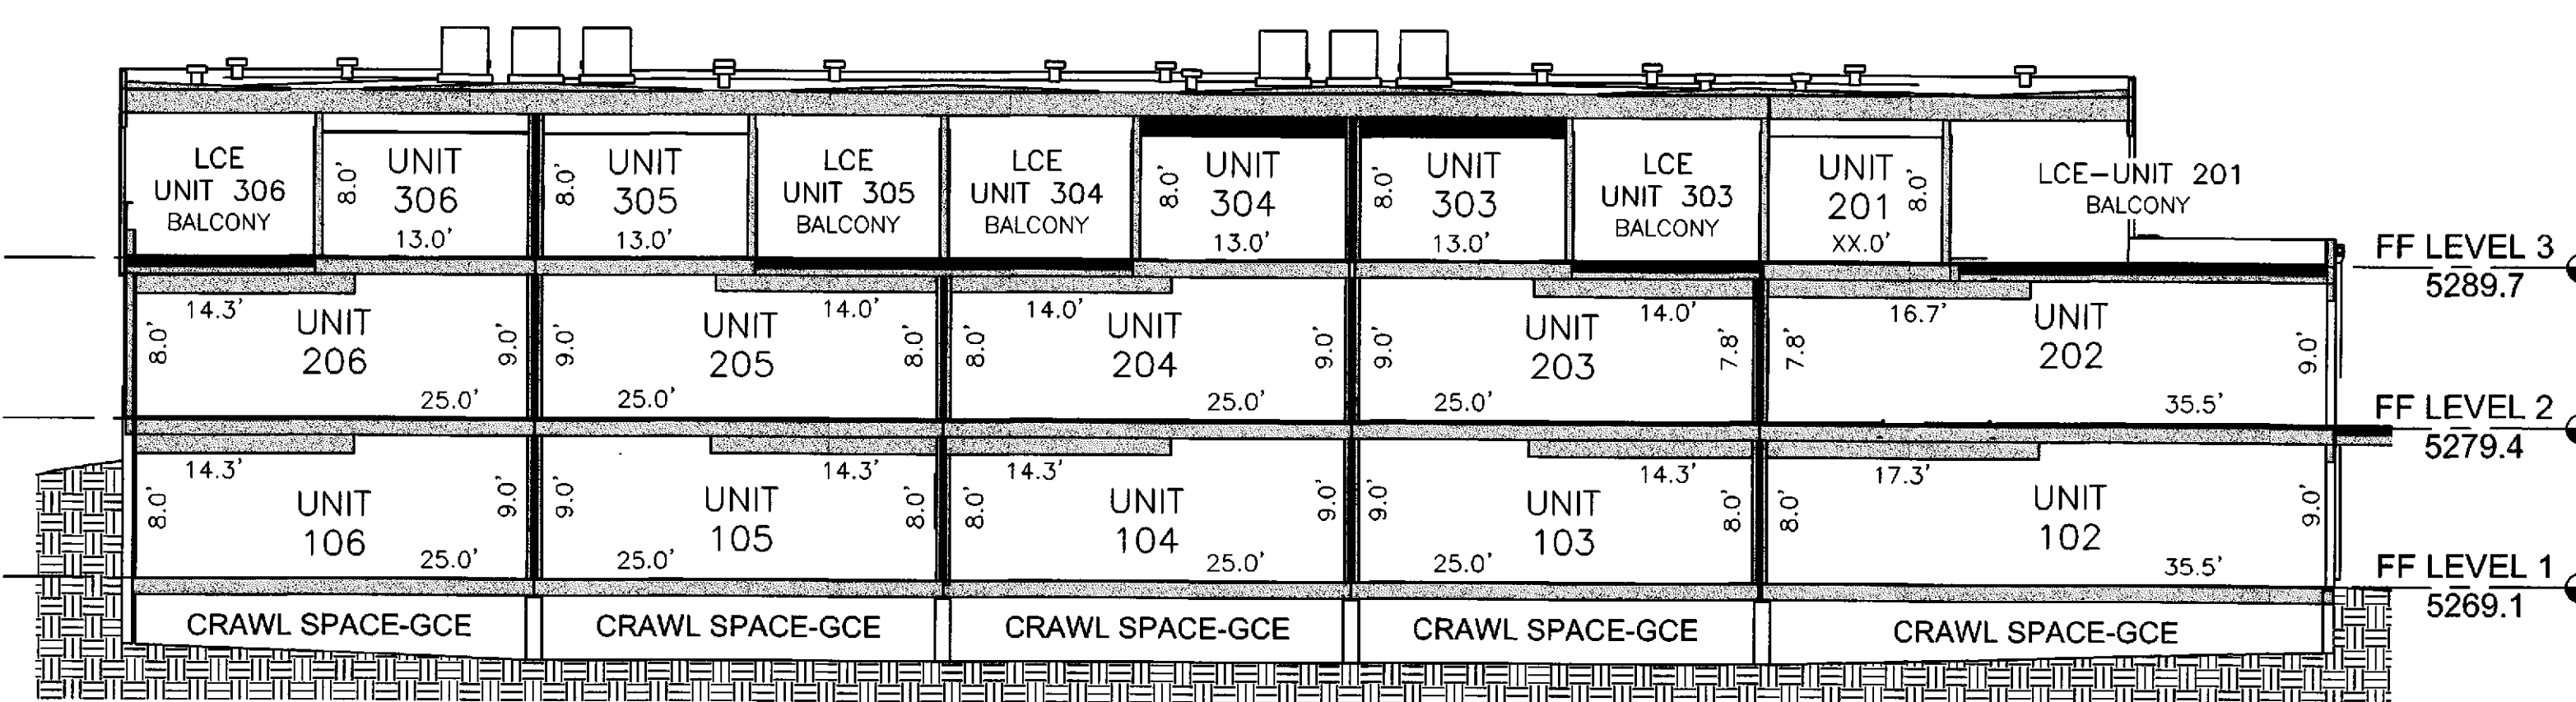 LCE
UNIT 306
BALCONY
8.0'
UNIT
306
13.0'
8.0'
UNIT
305
13.0'
LCE
UNIT 305
BALCONY
LCE
UNIT 304
BALCONY
8.0'
UNIT
304
13.0'
8.0'
UNIT
303
13.0'
LCE
UNIT 303
BALCONY
UNIT
201
8.0'
XX.0'
LCE-UNIT 201
BALCONY
FF LEVEL 3
5289.7
14.3'
8.0'
UNIT
206
9.0'
25.0'
9.0'
UNIT
205
14.0'
8.0'
25.0'
14.0'
8.0'
UNIT
204
9.0'
25.0'
9.0'
UNIT
203
14.0'
7.8'
25.0'
7.8'
16.7'
UNIT
202
9.0'
35.5'
FF LEVEL 2
5279.4
14.3'
8.0'
UNIT
106
9.0'
25.0'
9.0'
UNIT
105
14.3'
8.0'
25.0'
14.3'
8.0'
UNIT
104
9.0'
25.0'
9.0'
UNIT
103
14.3'
8.0'
25.0'
8.0'
17.3'
UNIT
102
9.0'
35.5'
FF LEVEL 1
5269.1
CRAWL SPACE-GCE
CRAWL SPACE-GCE
CRAWL SPACE-GCE
CRAWL SPACE-GCE
CRAWL SPACE-GCE